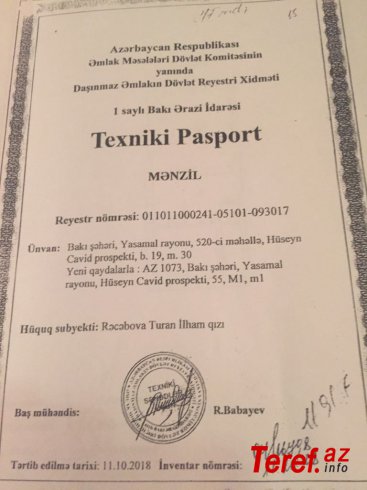 Azərbaycan Respublikası
Əmlak Məsələləri Dövlət Komitəsinin
yanında
Daşınmaz Əmlakın Dövlət Reyestri Xidməti
1 saylı Bakı Ərazi İdarəsi
Texniki Pasport
MƏNZİL
Reyestr nömrəsi: 011011000241-05101-093017
Ünvan: Bakı şəhəri, Yasamal rayonu, 520-ci məhəllə, Hüseyn
Cavid prospekti, b. 19, m. 30
Yeni qaydalarla : AZ 1073, Bakı şəhəri, Yasamal
rayonu, Hüseyn Cavid prospekti, 55, M1, m1
Hüquq subyekti: Rəcəbova Turan İlham qızı
TEXNİKİ
Baş mühəndis:
R.Babayev
Tərtib edilmə tarixi: 11.10.2018 İnventar nömrəsi:
Teref.az
.info